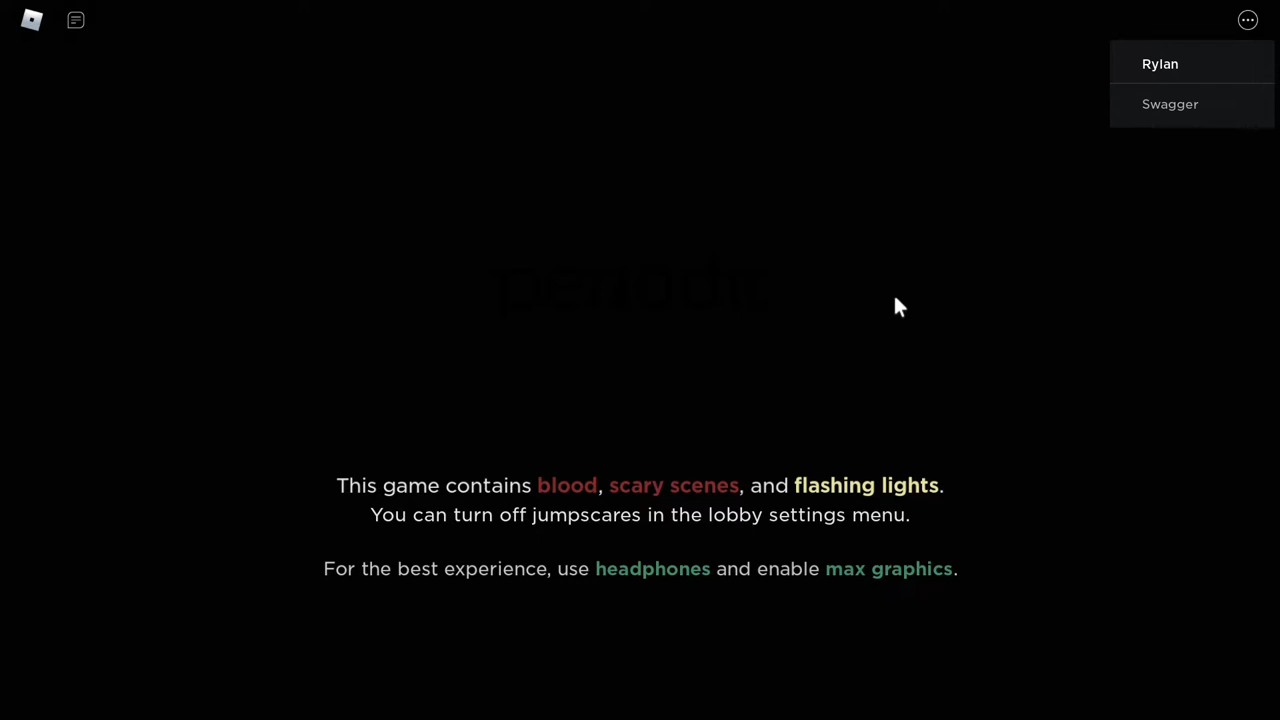 Rylan
Swagger
This game contains blood, scary scenes, and flashing lights.
You can turn off jumpscares in the lobby settings menu.
For the best experience, use headphones and enable max graphics.